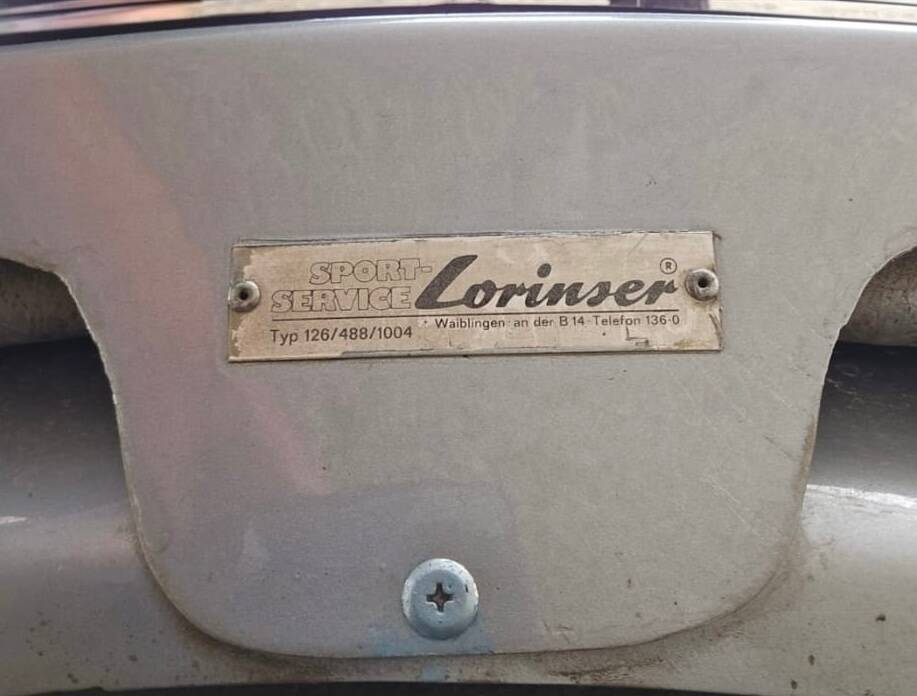 SPORT-
SERVICE Lorinser ®
Typ 126/488/1004 Waiblingen · an der B 14 · Telefon 136-0